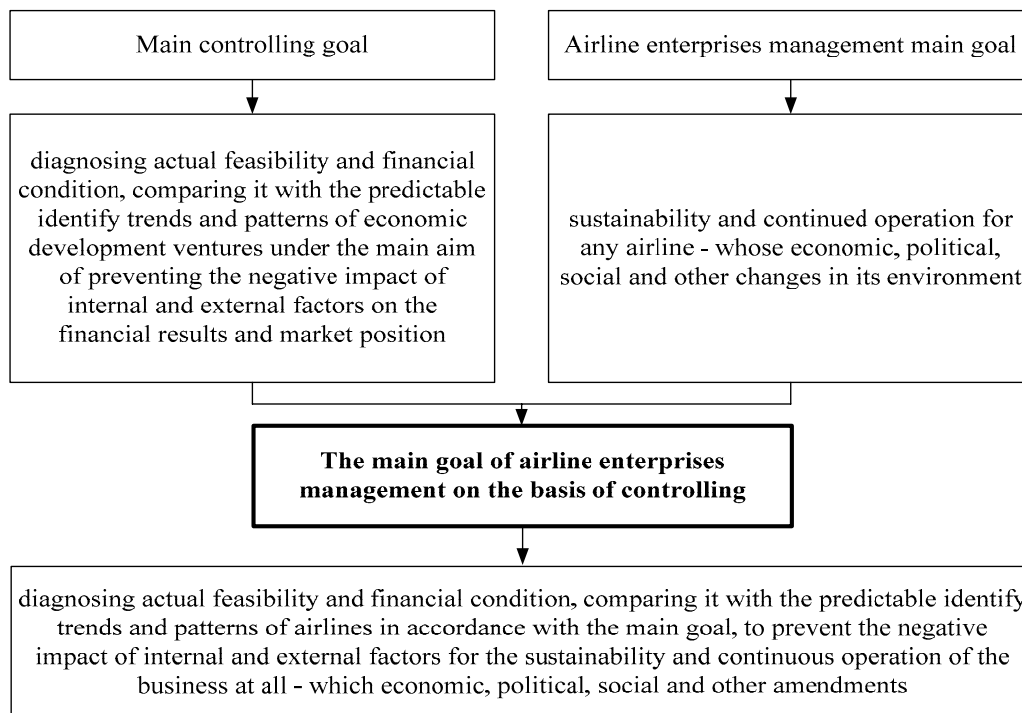 Main controlling goal
Airline enterprises management main goal
diagnosing actual feasibility and financial
condition, comparing it with the predictable
identify trends and patterns of economic
development ventures under the main aim
of preventing the negative impact of
internal and external factors on the
financial results and market position
sustainability and continued operation for
any airline - whose economic, political,
social and other changes in its environment
The main goal of airline enterprises
management on the basis of controlling
diagnosing actual feasibility and financial condition, comparing it with the predictable identify
trends and patterns of airlines in accordance with the main goal, to prevent the negative
impact of internal and external factors for the sustainability and continuous operation of the
business at all - which economic, political, social and other amendments